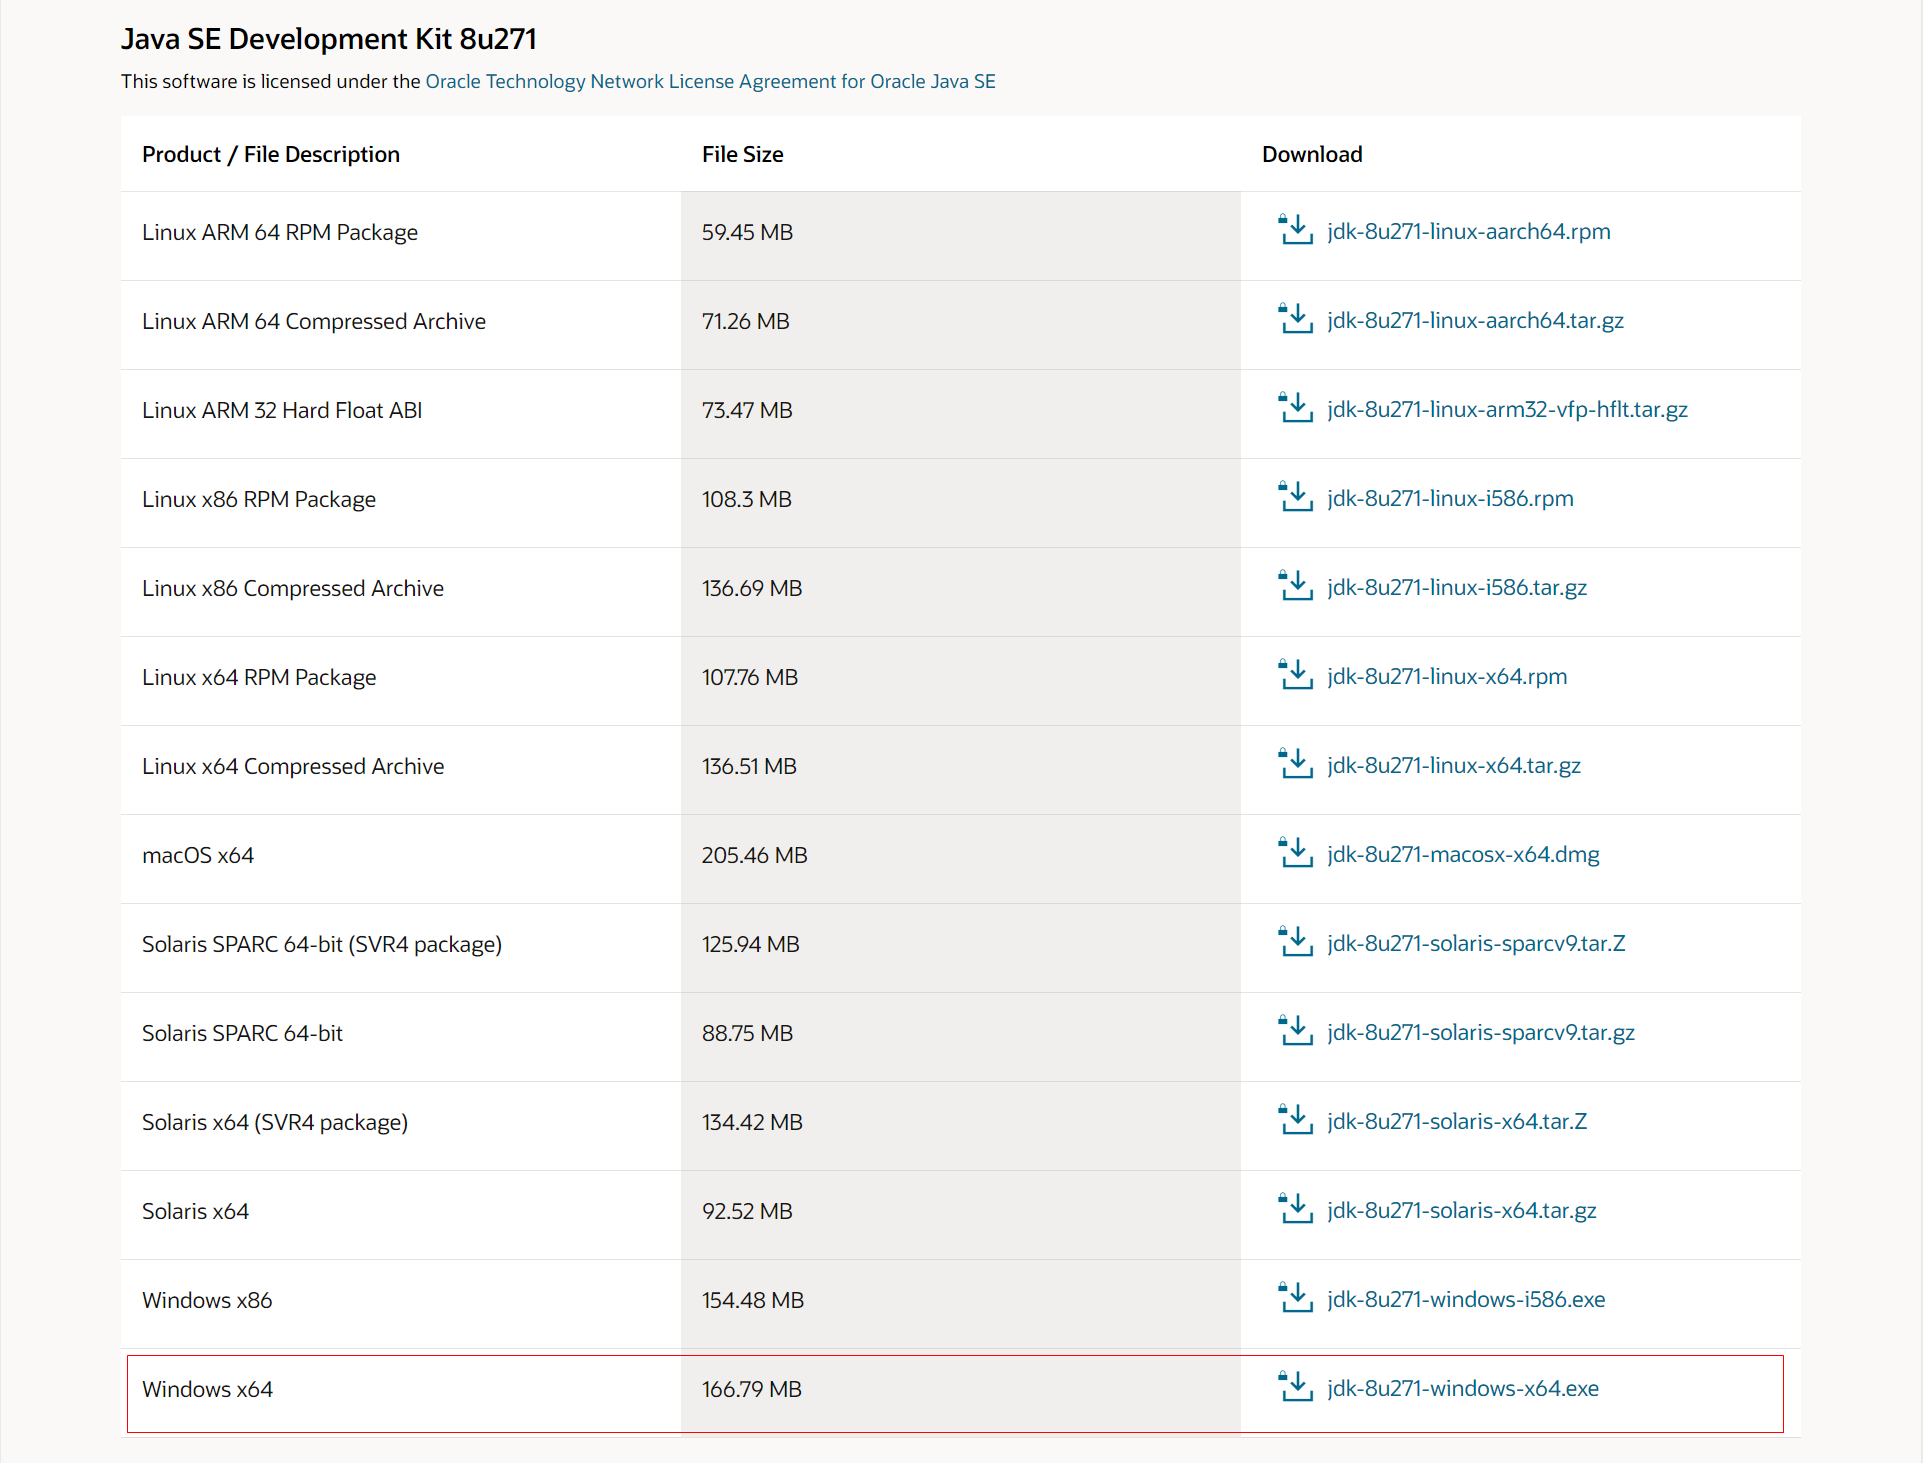 Java SE Development Kit 8u271
This software is licensed under the Oracle Technology Network License Agreement for Oracle Java SE
Product / File Description File Size Download
Linux ARM 64 RPM Package 59.45 MB jdk-8u271-linux-aarch64.rpm
Linux ARM 64 Compressed Archive 71.26 MB jdk-8u271-linux-aarch64.tar.gz
Linux ARM 32 Hard Float ABI 73.47 MB jdk-8u271-linux-arm32-vfp-hflt.tar.gz
Linux x86 RPM Package 108.3 MB jdk-8u271-linux-i586.rpm
Linux x86 Compressed Archive 136.69 MB jdk-8u271-linux-i586.tar.gz
Linux x64 RPM Package 107.76 MB jdk-8u271-linux-x64.rpm
Linux x64 Compressed Archive 136.51 MB jdk-8u271-linux-x64.tar.gz
macOS x64 205.46 MB jdk-8u271-macosx-x64.dmg
Solaris SPARC 64-bit (SVR4 package) 125.94 MB jdk-8u271-solaris-sparcv9.tar.Z
Solaris SPARC 64-bit 88.75 MB jdk-8u271-solaris-sparcv9.tar.gz
Solaris x64 (SVR4 package) 134.42 MB jdk-8u271-solaris-x64.tar.Z
Solaris x64 92.52 MB jdk-8u271-solaris-x64.tar.gz
Windows x86 154.48 MB jdk-8u271-windows-i586.exe
Windows x64 166.79 MB jdk-8u271-windows-x64.exe